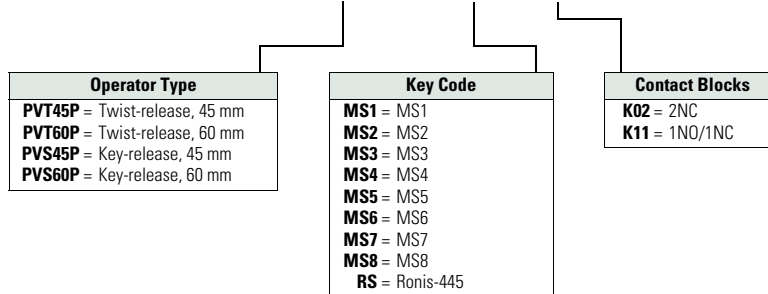 Operator Type
PVT45P = Twist-release, 45 mm
PVT60P = Twist-release, 60 mm
PVS45P = Key-release, 45 mm
PVS60P = Key-release, 60 mm
Key Code
MS1 = MS1
MS2 = MS2
MS3 = MS3
MS4 = MS4
MS5 = MS5
MS6 = MS6
MS7 = MS7
MS8 = MS8
RS = Ronis-445
Contact Blocks
K02 = 2NC
K11 = 1NO/1NC